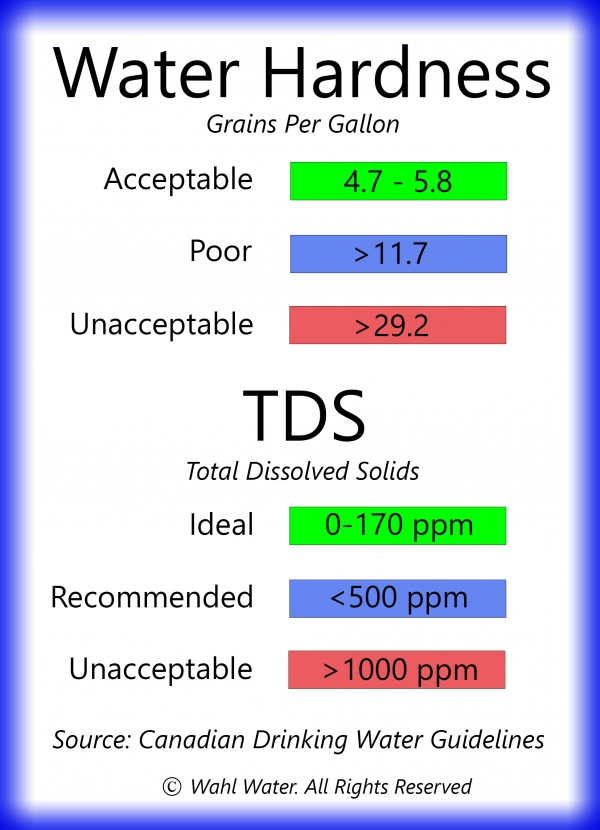 Water Hardness
Grains Per Gallon
Acceptable 4.7 - 5.8
Poor >11.7
Unacceptable >29.2
TDS
Total Dissolved Solids
Ideal 0-170 ppm
Recommended <500 ppm
Unacceptable >1000 ppm
Source: Canadian Drinking Water Guidelines
© Wahl Water. All Rights Reserved